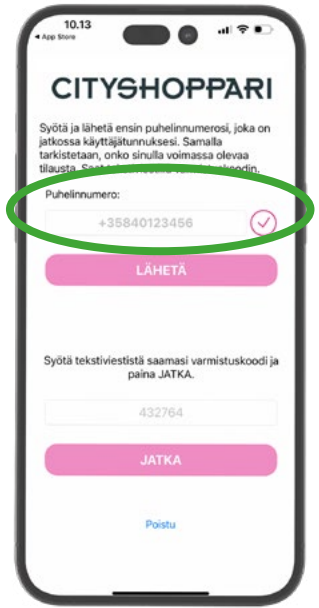 10.13
App Store
CITYSHOPPARI
Syötä ja lähetä ensin puhelinnumerosi, joka on
jatkossa käyttäjätunnuksesi. Samalla
tarkistetaan, onko sinulla voimassa olevaa
tilausta.
Puhelinnumero:
+35840123456
LÄHETÄ
Syötä tekstiviestistä saamasi varmistuskoodi ja
paina JATKA.
432764
JATKA
Poistu